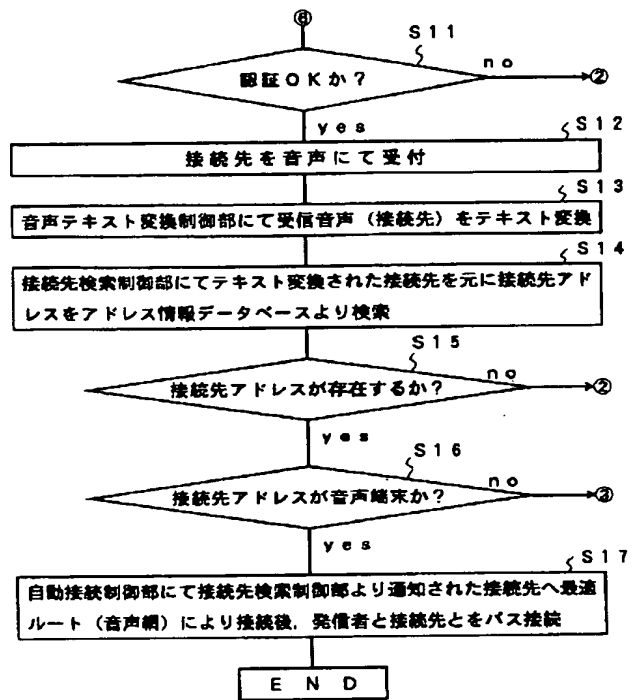 S11
認証OKか？
no
②
yes
S12
接続先を音声にて受付
S13
音声テキスト変換制御部にて受信音声（接続先）をテキスト変換
S14
接続先検索制御部にてテキスト変換された接続先を元に接続先アド
レスをアドレス情報データベースより検索
S15
接続先アドレスが存在するか？
no
②
yes
S16
接続先アドレスが音声端末か？
no
③
yes
S17
自動接続制御部にて接続先検索制御部より通知された接続先へ最適
ルート（音声網）により接続後，発信者と接続先とをパス接続
END